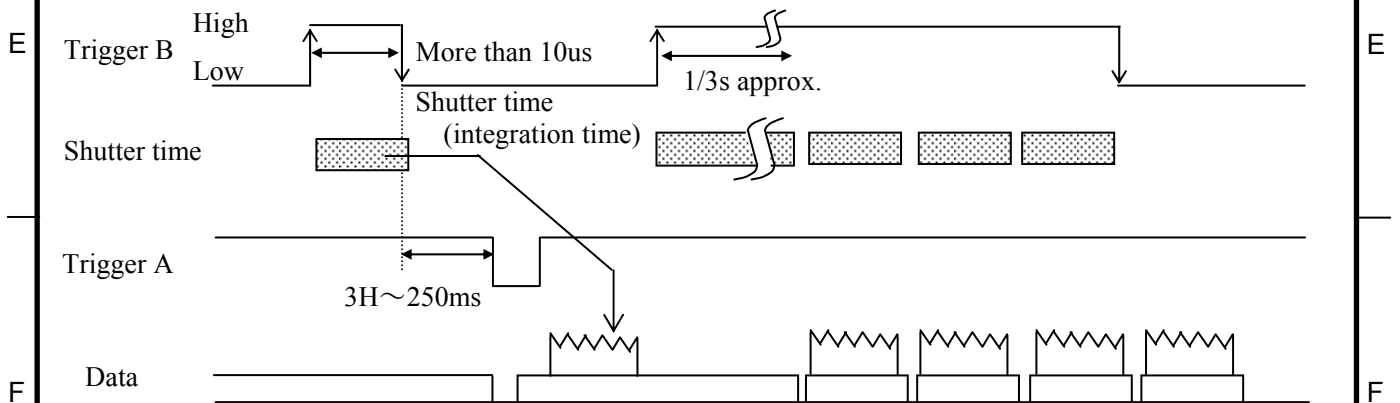 High
E Trigger B More than 10us E
Low
1/3s approx.
Shutter time
(integration time)
Shutter time
Trigger A
3H～250ms
Data
F F